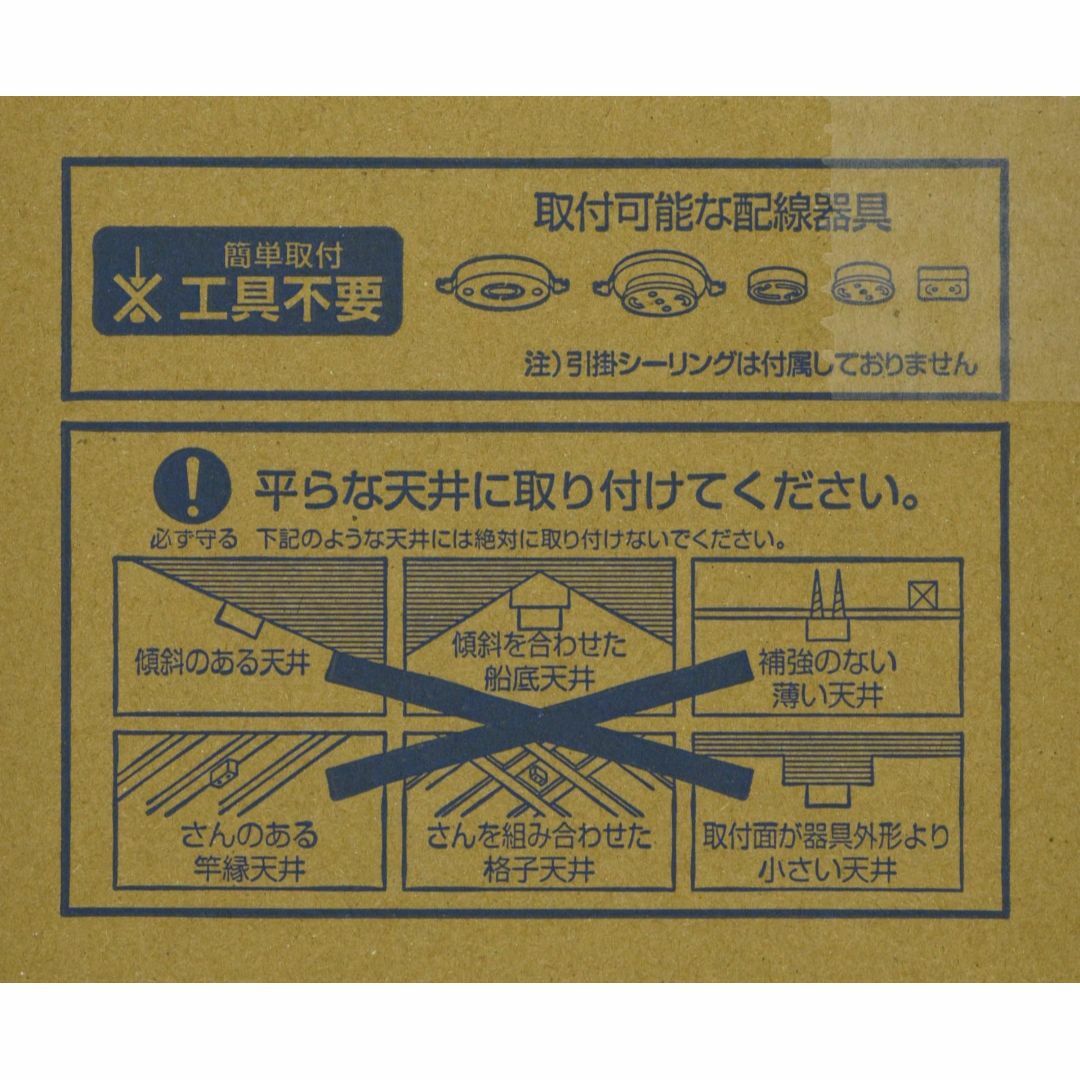 取付可能な配線器具
簡単取付
工具不要
注)引掛シーリングは付属しておりません
平らな天井に取り付けてください。
必ず守る 下記のような天井には絶対に取り付けないでください。
傾斜のある天井
傾斜を合わせた
船底天井
補強のない
薄い天井
さんのある
竿縁天井
さんを組み合わせた
格子天井
取付面が器具外形より
小さい天井